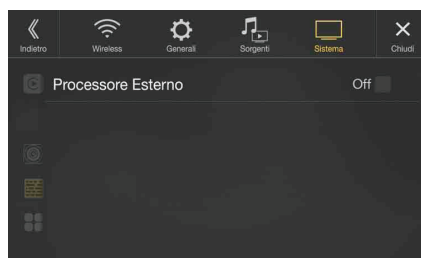 Indietro
Wireless
Generali
Sorgenti
Sistema
Chiudi
Processore Esterno
Off